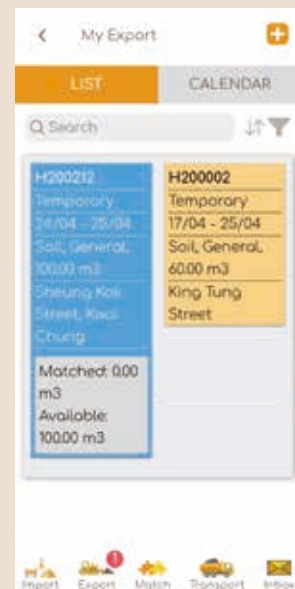 My Export
LIST
CALENDAR
Search
H200212
Temporary
24/04 - 25/04
Soil, General,
100.00 m3
Sheung Kok
Street, Kwai
Chung
Matched: 0.00
m3
Available:
100.00 m3
H200002
Temporary
17/04 - 25/04
Soil, General,
60.00 m3
King Tung
Street
1
Import
Export
Match
Transport
Inbox